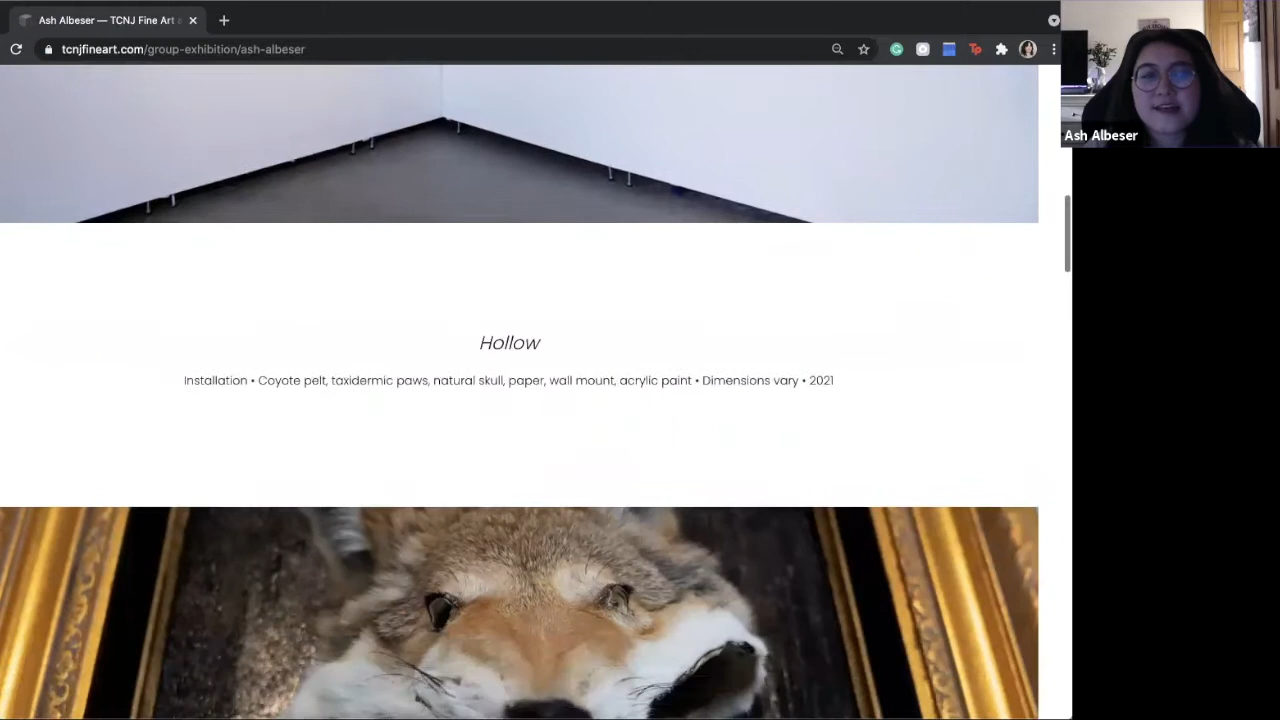 Ash Albeser — TCNJ Fine Art
tcnjfineart.com/group-exhibition/ash-albeser
Ash Albeser
Hollow
Installation • Coyote pelt, taxidermic paws, natural skull, paper, wall mount, acrylic paint • Dimensions vary • 2021